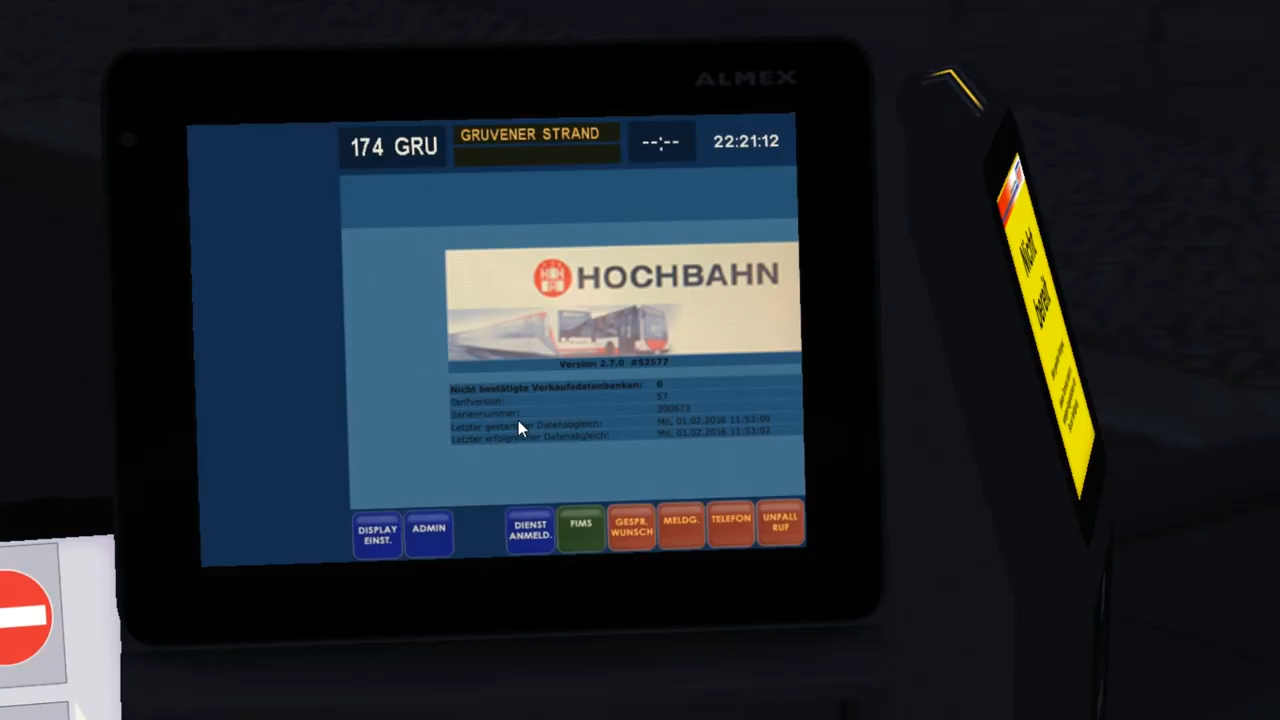 ALMEX
174 GRU
GRUVENER STRAND
--:--
22:21:12
HOCHBAHN
Version 2.7.0 #52577
Nicht bestätigte Verkaufsdatenbanken: 0
Tarifversion: 57
Seriennummer: 200673
Letzter gestarteter Datenabgleich: Mo, 01.02.2016 11:53:00
Letzter erfolgreicher Datenabgleich: Mo, 01.02.2016 11:53:02
DISPLAY
EINST.
ADMIN
DIENST
ANMELD.
FIMS
GESPR.
WUNSCH
MELDG.
TELEFON
UNFALL
RUF
Nicht
bereit